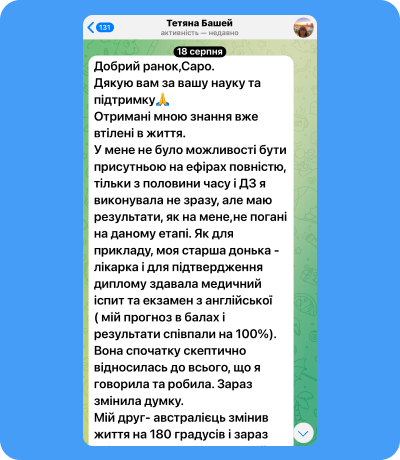 131
Тетяна Башей
активність — недавно
18 серпня
Добрий ранок,Саро.
Дякую вам за вашу науку та
підтримку🙏
Отримані мною знання вже
втілені в життя.
У мене не було можливості бути
присутньою на ефірах повністю,
тільки з половини часу і ДЗ я
виконувала не зразу, але маю
результати, як на мене,не погані
на даному етапі. Як для
прикладу, моя старша донька -
лікарка і для підтвердження
диплому здавала медичний
іспит та екзамен з англійської
( мій прогноз в балах і
результати співпали на 100%).
Вона спочатку скептично
відносилась до всього, що я
говорила та робила. Зараз
змінила думку.
Мій друг- австралієць змінив
життя на 180 градусів і зараз